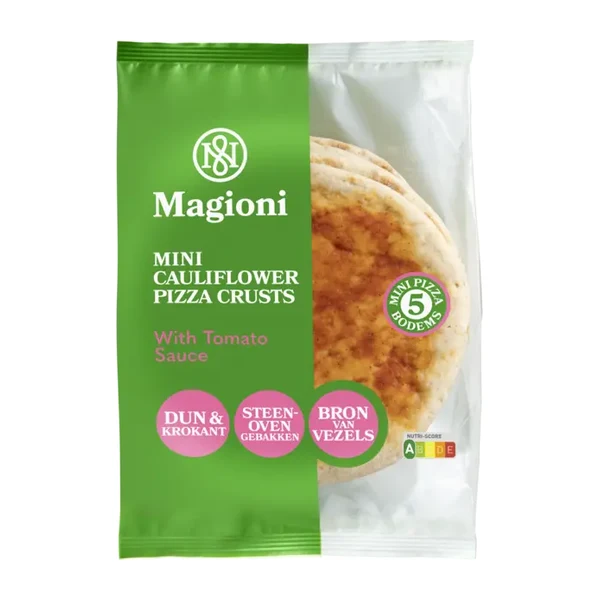 Magioni
MINI
CAULIFLOWER
PIZZA CRUSTS
With Tomato
Sauce
MINI PIZZA
5
BODEMS
DUN &
KROKANT
STEEN-
OVEN
GEBAKKEN
BRON
VAN
VEZELS
NUTRI-SCORE
A B C D E